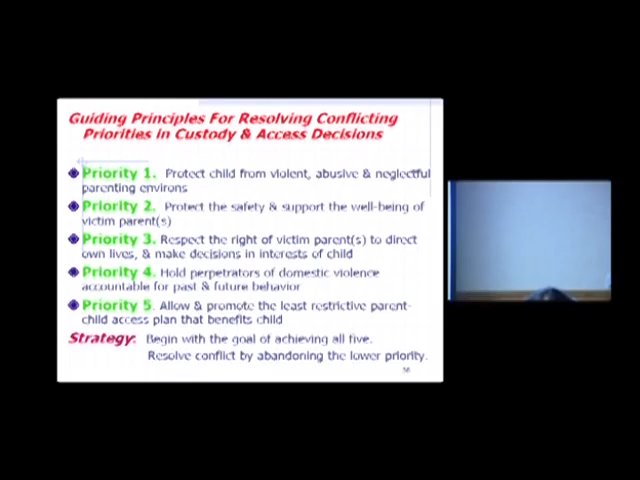 Guiding Principles For Resolving Conflicting
Priorities in Custody & Access Decisions
Priority 1. Protect child from violent, abusive & neglectful
parenting environs
Priority 2. Protect the safety & support the well-being of
victim parent(s)
Priority 3. Respect the right of victim parent(s) to direct
own lives, & make decisions in interests of child
Priority 4. Hold perpetrators of domestic violence
accountable for past & future behavior
Priority 5. Allow & promote the least restrictive parent-
child access plan that benefits child
Strategy: Begin with the goal of achieving all five.
Resolve conflict by abandoning the lower priority.
58